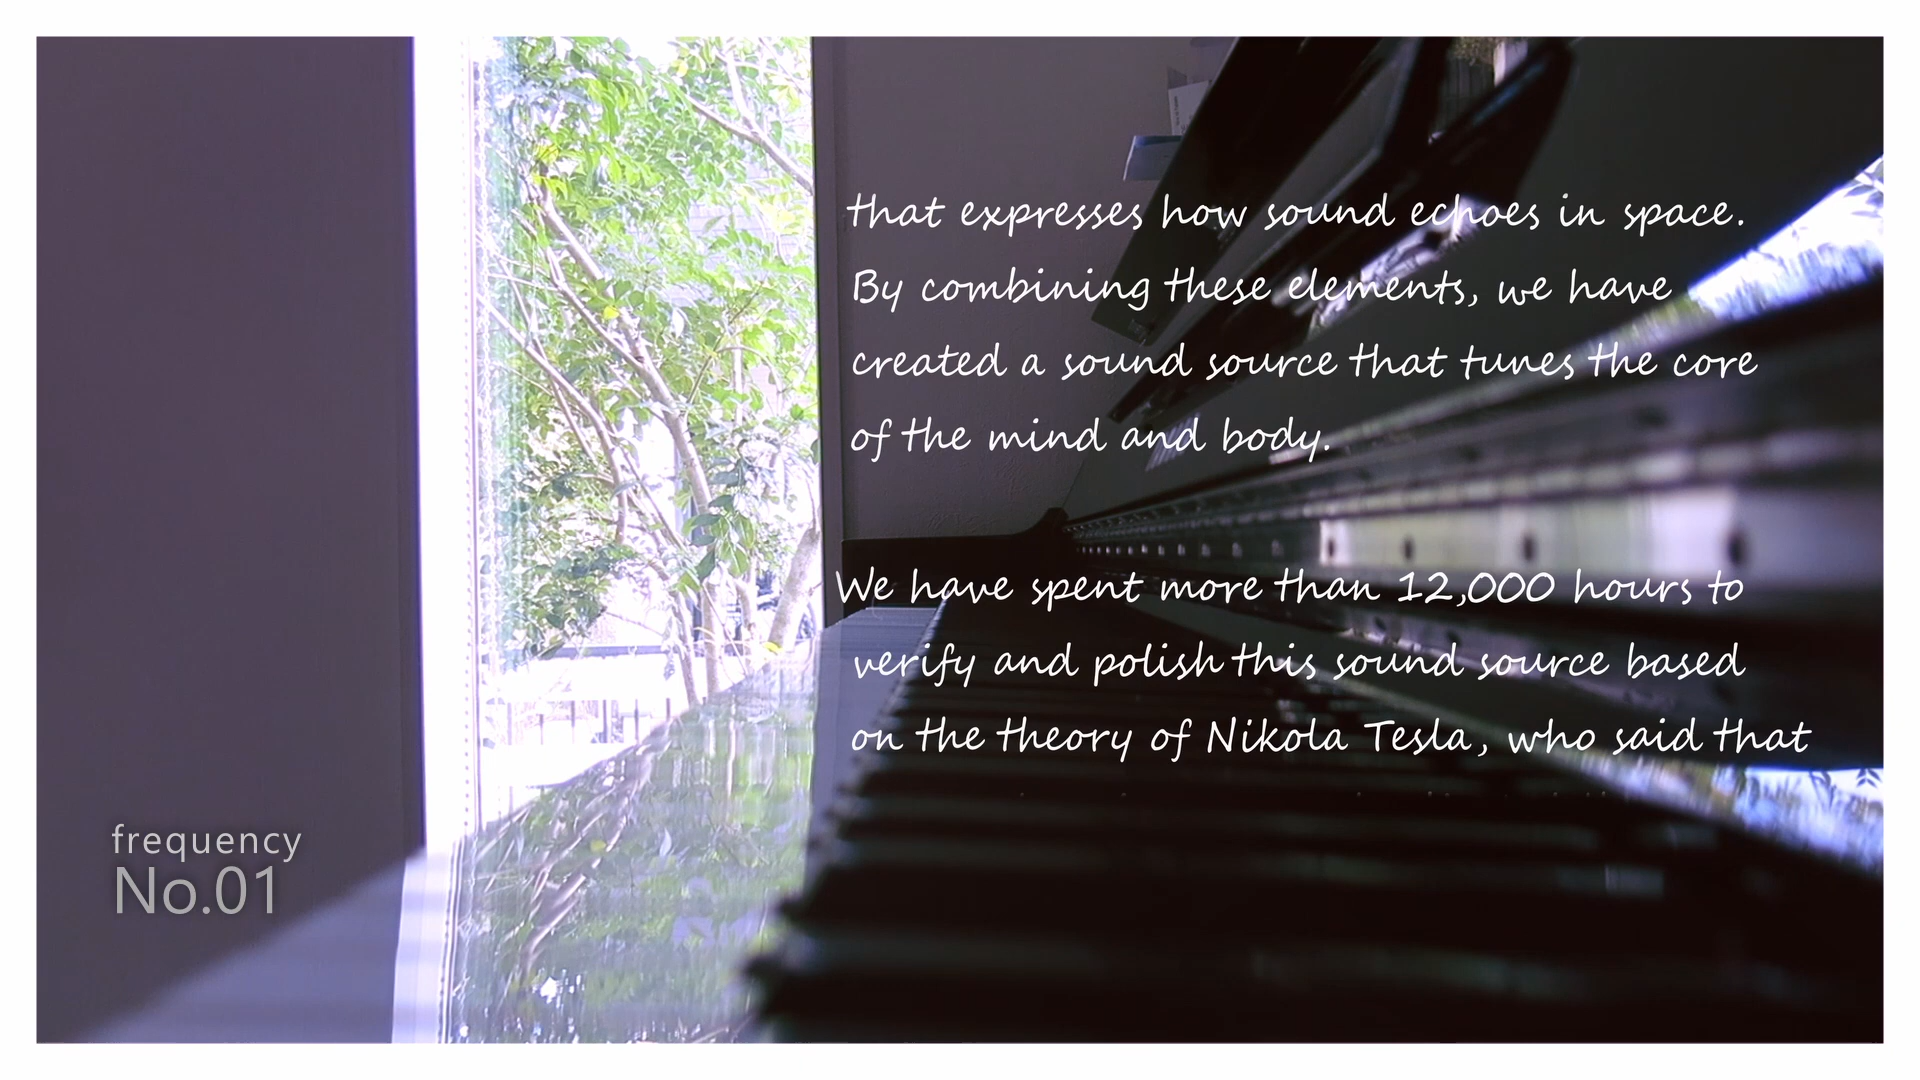 that expresses how sound echoes in space.
By combining these elements, we have
created a sound source that tunes the core
of the mind and body.
We have spent more than 12,000 hours to
verify and polish this sound source based
on the theory of Nikola Tesla, who said that
frequency
No.01